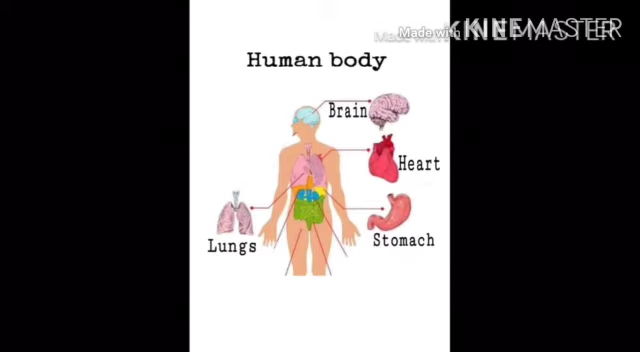 Made with KINEMASTER
Human body
Brain
Heart
Lungs
Stomach